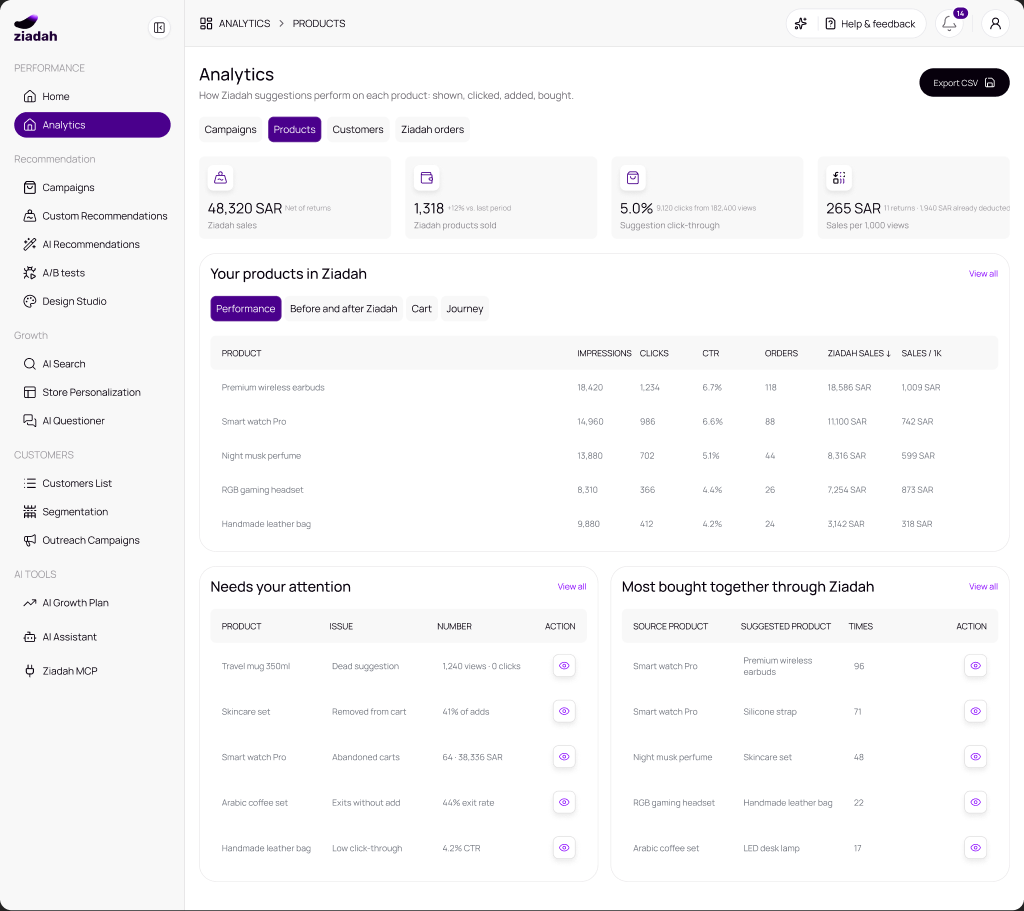 ziadah
PERFORMANCE
Home
Analytics
Recommendation
Campaigns
Custom Recommendations
AI Recommendations
A/B tests
Design Studio
Growth
AI Search
Store Personalization
AI Questioner
CUSTOMERS
Customers List
Segmentation
Outreach Campaigns
AI TOOLS
AI Growth Plan
AI Assistant
Ziadah MCP
ANALYTICS > PRODUCTS
Help & feedback
14
Analytics
How Ziadah suggestions perform on each product: shown, clicked, added, bought.
Export CSV
Campaigns Products Customers Ziadah orders
48,320 SAR Net of returns
Ziadah sales
1,318 +12% vs. last period
Ziadah products sold
5.0% 9,120 clicks from 182,400 views
Suggestion click-through
265 SAR 11 returns · 1,940 SAR already deducted
Sales per 1,000 views
Your products in Ziadah View all
Performance Before and after Ziadah Cart Journey
PRODUCT IMPRESSIONS CLICKS CTR ORDERS ZIADAH SALES ↓ SALES / 1K
Premium wireless earbuds 18,420 1,234 6.7% 118 18,586 SAR 1,009 SAR
Smart watch Pro 14,960 986 6.6% 88 11,100 SAR 742 SAR
Night musk perfume 13,880 702 5.1% 44 8,316 SAR 599 SAR
RGB gaming headset 8,310 366 4.4% 26 7,254 SAR 873 SAR
Handmade leather bag 9,880 412 4.2% 24 3,142 SAR 318 SAR
Needs your attention View all
PRODUCT ISSUE NUMBER ACTION
Travel mug 350ml Dead suggestion 1,240 views · 0 clicks
Skincare set Removed from cart 41% of adds
Smart watch Pro Abandoned carts 64 · 38,336 SAR
Arabic coffee set Exits without add 44% exit rate
Handmade leather bag Low click-through 4.2% CTR
Most bought together through Ziadah View all
SOURCE PRODUCT SUGGESTED PRODUCT TIMES ACTION
Smart watch Pro Premium wireless earbuds 96
Smart watch Pro Silicone strap 71
Night musk perfume Skincare set 48
RGB gaming headset Handmade leather bag 22
Arabic coffee set LED desk lamp 17